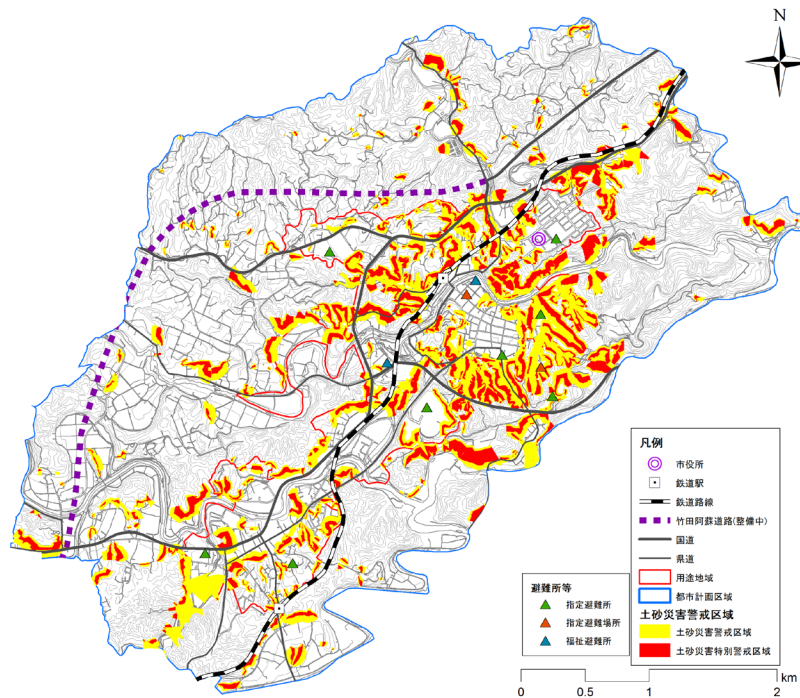 N
凡例
市役所
鉄道駅
鉄道路線
竹田阿蘇道路(整備中)
国道
県道
用途地域
都市計画区域
土砂災害警戒区域
土砂災害警戒区域
土砂災害特別警戒区域
避難所等
指定避難所
指定避難場所
福祉避難所
km
0 0.5 1 2